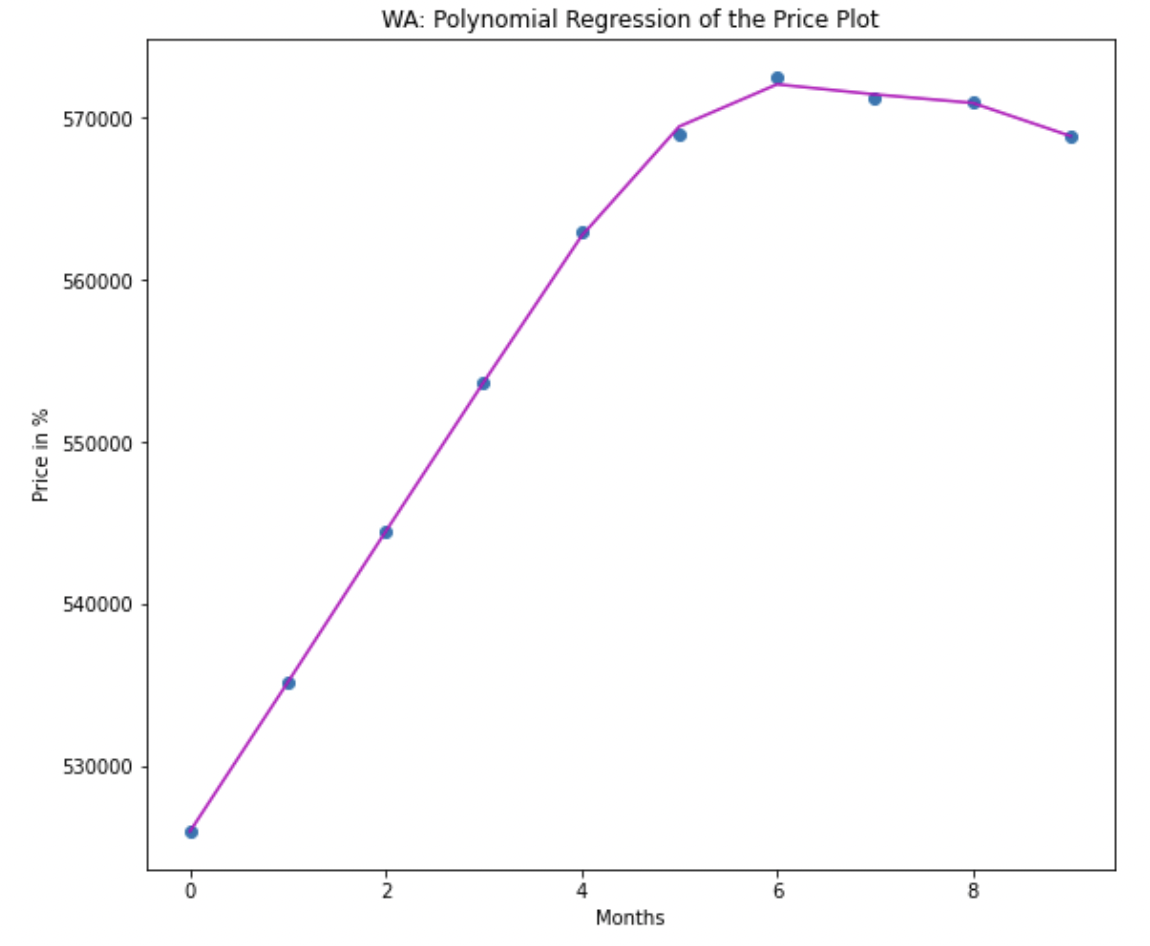 WA: Polynomial Regression of the Price Plot
570000
560000
550000
540000
530000
Price in %
0 2 4 6 8
Months